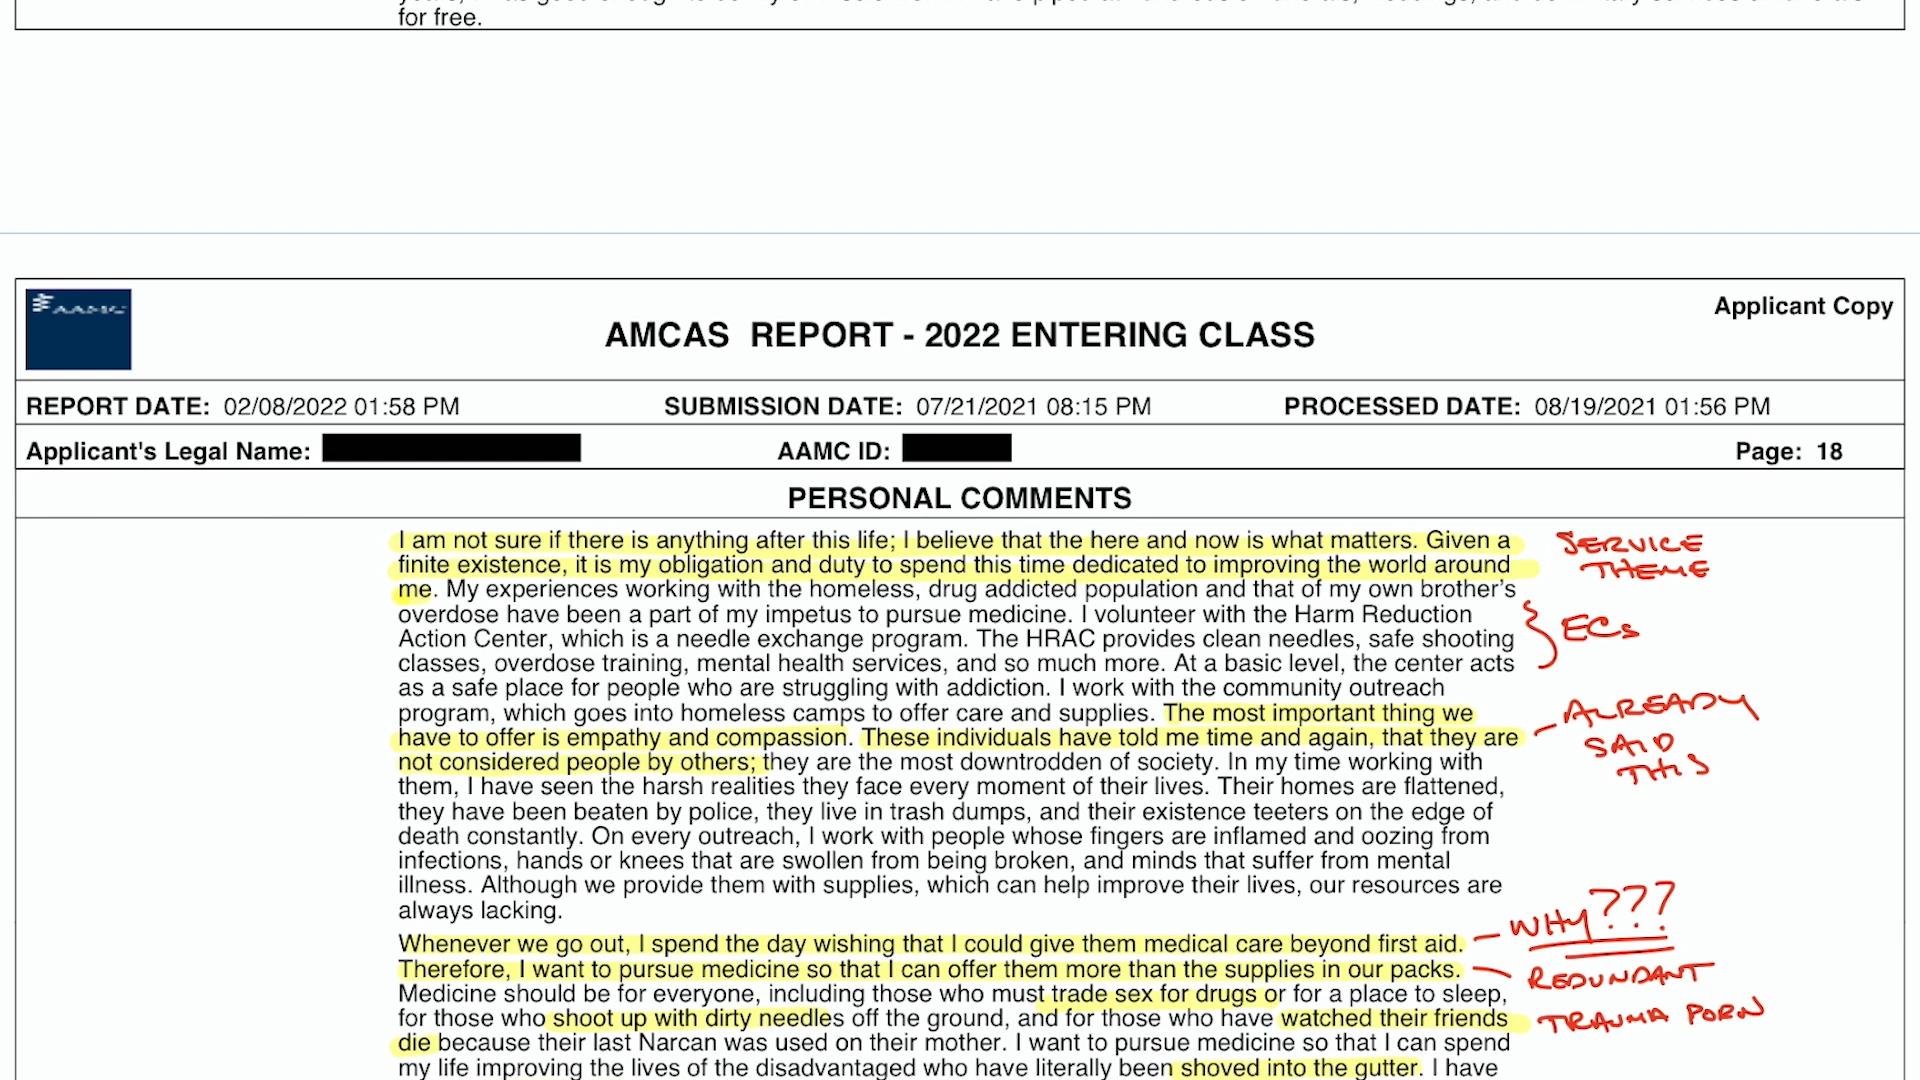 for free.
AAMC
Applicant Copy
AMCAS REPORT - 2022 ENTERING CLASS
REPORT DATE: 02/08/2022 01:58 PM SUBMISSION DATE: 07/21/2021 08:15 PM PROCESSED DATE: 08/19/2021 01:56 PM
Applicant's Legal Name: AAMC ID: Page: 18
PERSONAL COMMENTS
I am not sure if there is anything after this life; I believe that the here and now is what matters. Given a
finite existence, it is my obligation and duty to spend this time dedicated to improving the world around
me. My experiences working with the homeless, drug addicted population and that of my own brother's
overdose have been a part of my impetus to pursue medicine. I volunteer with the Harm Reduction
Action Center, which is a needle exchange program. The HRAC provides clean needles, safe shooting
classes, overdose training, mental health services, and so much more. At a basic level, the center acts
as a safe place for people who are struggling with addiction. I work with the community outreach
program, which goes into homeless camps to offer care and supplies. The most important thing we
have to offer is empathy and compassion. These individuals have told me time and again, that they are
not considered people by others; they are the most downtrodden of society. In my time working with
them, I have seen the harsh realities they face every moment of their lives. Their homes are flattened,
they have been beaten by police, they live in trash dumps, and their existence teeters on the edge of
death constantly. On every outreach, I work with people whose fingers are inflamed and oozing from
infections, hands or knees that are swollen from being broken, and minds that suffer from mental
illness. Although we provide them with supplies, which can help improve their lives, our resources are
always lacking.
Whenever we go out, I spend the day wishing that I could give them medical care beyond first aid.
Therefore, I want to pursue medicine so that I can offer them more than the supplies in our packs.
Medicine should be for everyone, including those who must trade sex for drugs or for a place to sleep,
for those who shoot up with dirty needles off the ground, and for those who have watched their friends
die because their last Narcan was used on their mother. I want to pursue medicine so that I can spend
my life improving the lives of the disadvantaged who have literally been shoved into the gutter. I have
SERVICE
THEME
ECs
ALREADY
SAID
THIS
WHY???
REDUNDANT
TRAUMA PORN